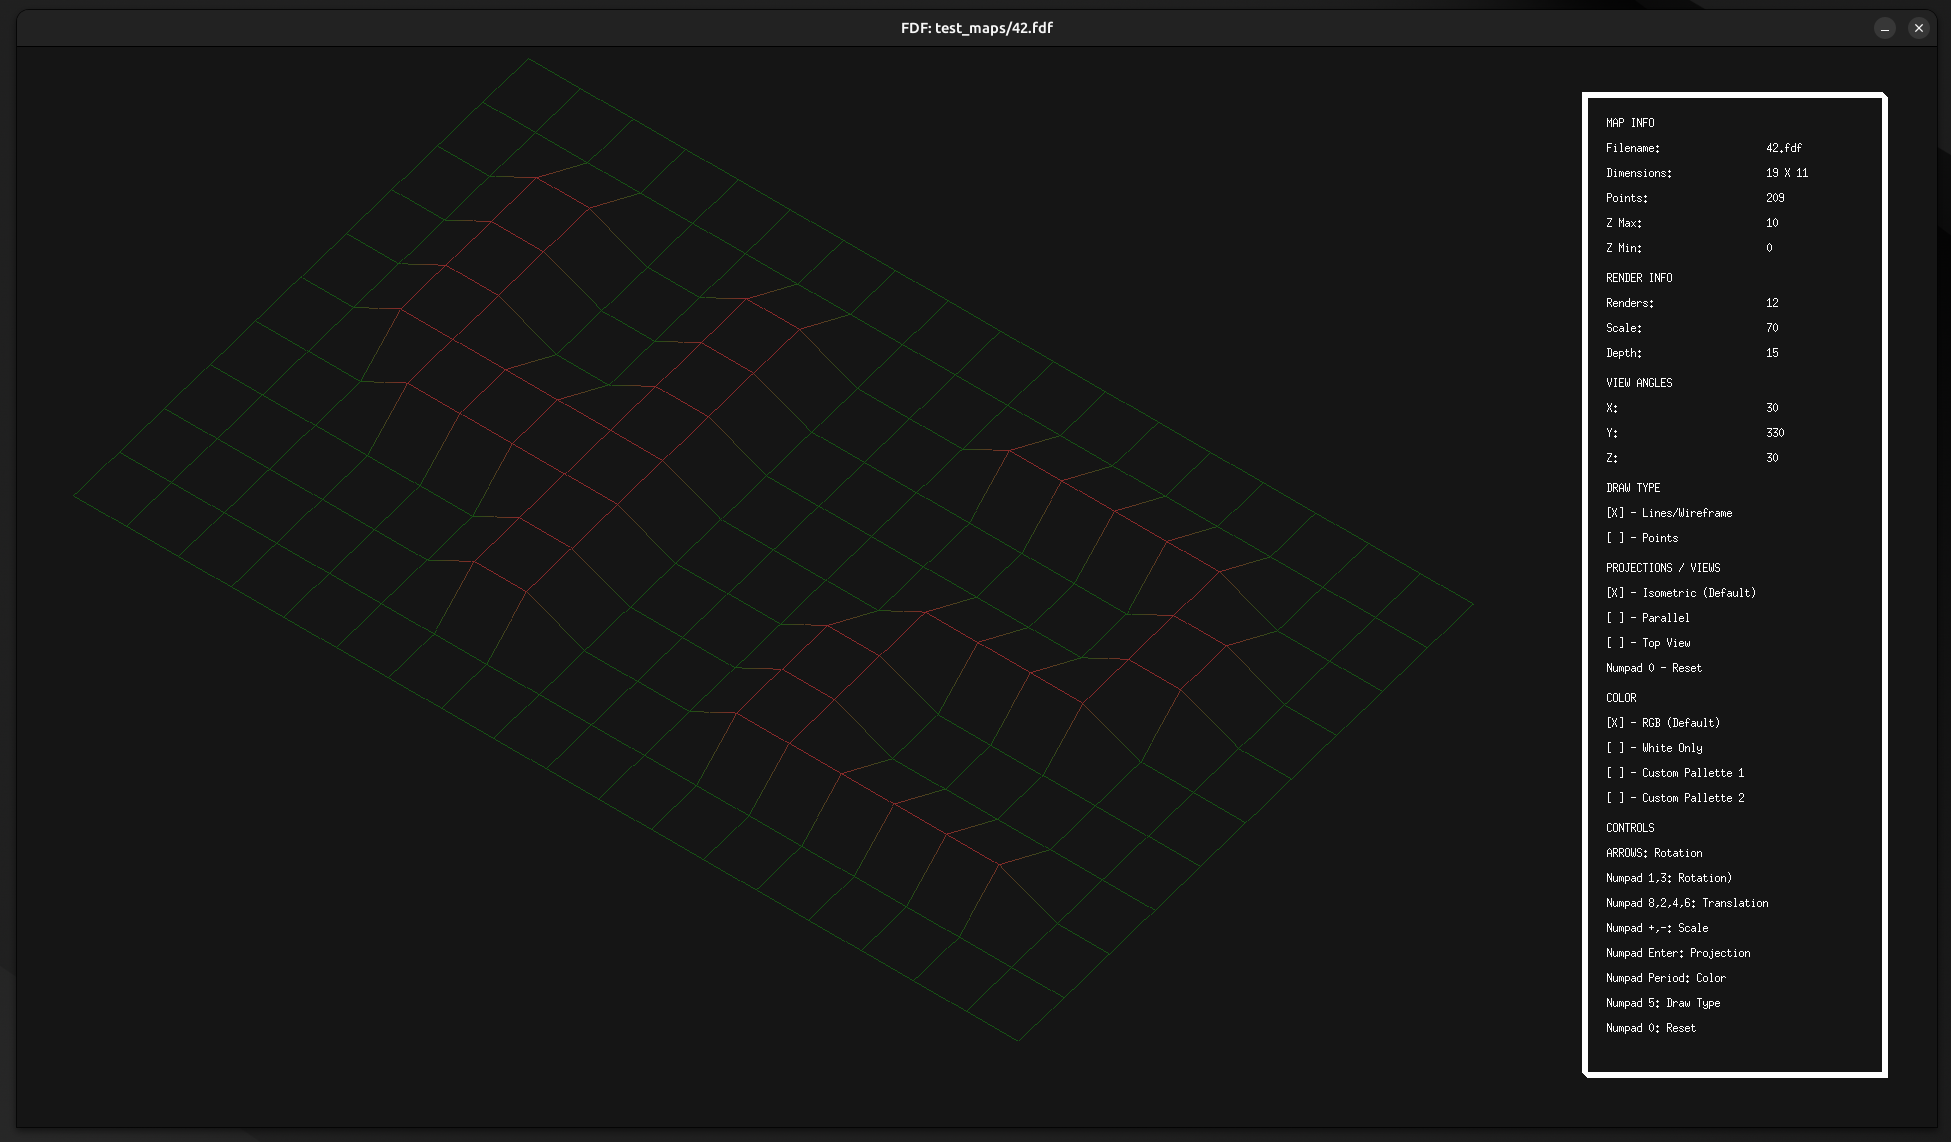 FDF: test_maps/42.fdf
MAP INFO
Filename: 42.fdf
Dimensions: 19 X 11
Points: 209
Z Max: 10
Z Min: 0
RENDER INFO
Renders: 12
Scale: 70
Depth: 15
VIEW ANGLES
X: 30
Y: 330
Z: 30
DRAW TYPE
[X] - Lines/Wireframe
[ ] - Points
PROJECTIONS / VIEWS
[X] - Isometric (Default)
[ ] - Parallel
[ ] - Top View
Numpad 0 - Reset
COLOR
[X] - RGB (Default)
[ ] - White Only
[ ] - Custom Pallette 1
[ ] - Custom Pallette 2
CONTROLS
ARROWS: Rotation
Numpad 1,3: Rotation)
Numpad 8,2,4,6: Translation
Numpad +,-: Scale
Numpad Enter: Projection
Numpad Period: Color
Numpad 5: Draw Type
Numpad 0: Reset